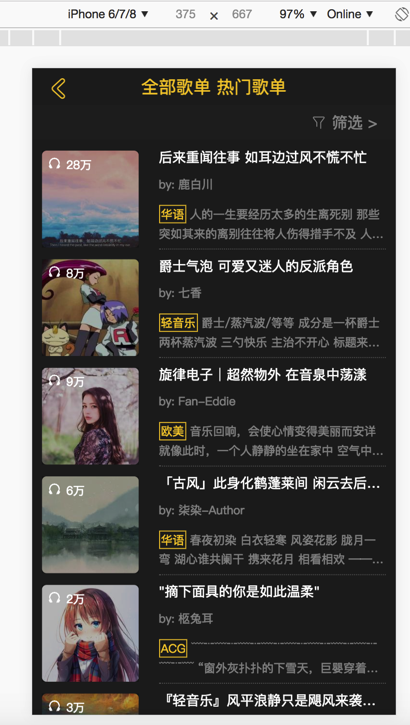 iPhone 6/7/8 ▼ 375 × 667 97% ▼ Online ▼
全部歌单 热门歌单
筛选 >
28万
后来重闻往事 如耳边过风不慌不忙
by: 鹿白川
华语 人的一生要经历太多的生离死别 那些
突如其来的离别往往将人伤得措手不及 人...
8万
爵士气泡 可爱又迷人的反派角色
by: 七香
轻音乐 爵士/蒸汽波/等等 成分是一杯爵士
两杯蒸汽波 三勺快乐 主治不开心 标题来...
9万
旋律电子｜超然物外 在音泉中荡漾
by: Fan-Eddie
欧美 音乐回响，会使心情变得美丽而安详
就像此时，一个人静静的坐在家中 空气中...
6万
「古风」此身化鹤蓬莱间 闲云去后...
by: 柒染-Author
华语 春夜初染 白衣轻寒 风姿花影 胧月一
弯 湖心谁共阑干 携来花月 相看相欢 ——...
2万
"摘下面具的你是如此温柔"
by: 枢兔耳
ACG ﹏﹏﹏﹏﹏﹏﹏﹏﹏﹏
﹏﹏ “窗外灰扑扑的下雪天，巨婴穿着...
3万
『轻音乐』风平浪静只是飓风来袭...